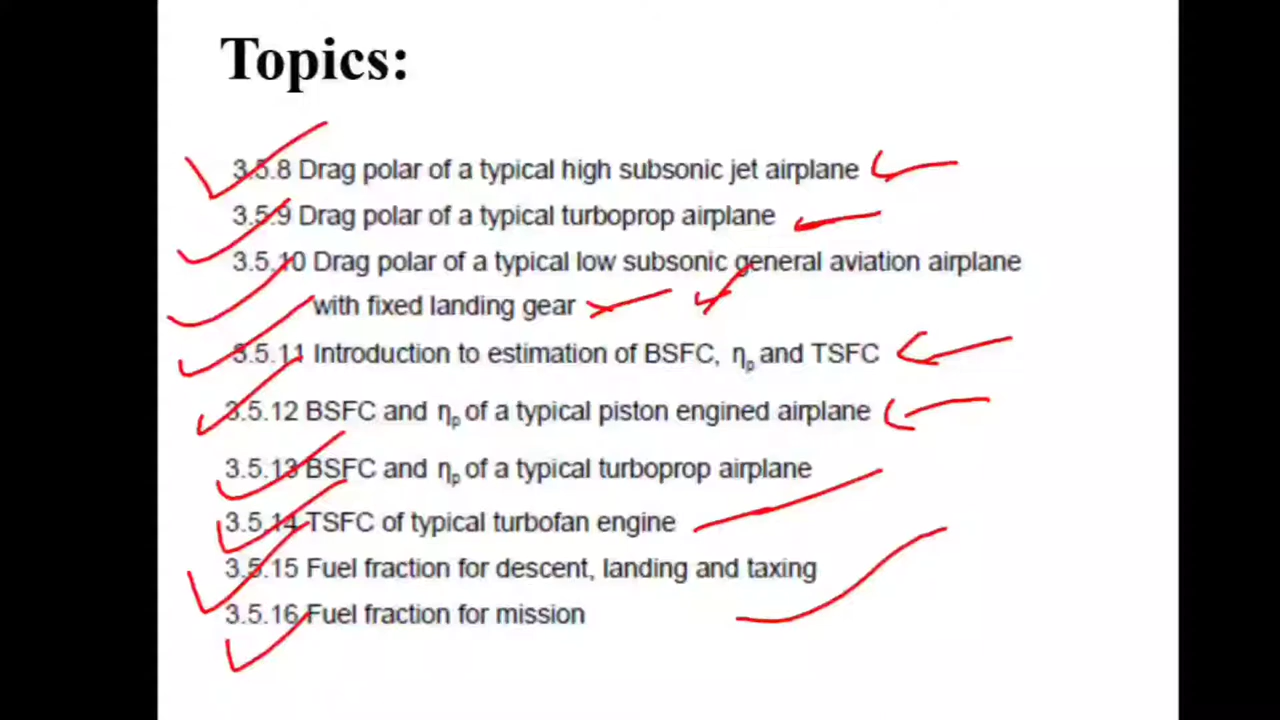 Topics:
3.5.8 Drag polar of a typical high subsonic jet airplane
3.5.9 Drag polar of a typical turboprop airplane
3.5.10 Drag polar of a typical low subsonic general aviation airplane
with fixed landing gear
3.5.11 Introduction to estimation of BSFC, ηp and TSFC
3.5.12 BSFC and ηp of a typical piston engined airplane
3.5.13 BSFC and ηp of a typical turboprop airplane
3.5.14 TSFC of typical turbofan engine
3.5.15 Fuel fraction for descent, landing and taxing
3.5.16 Fuel fraction for mission